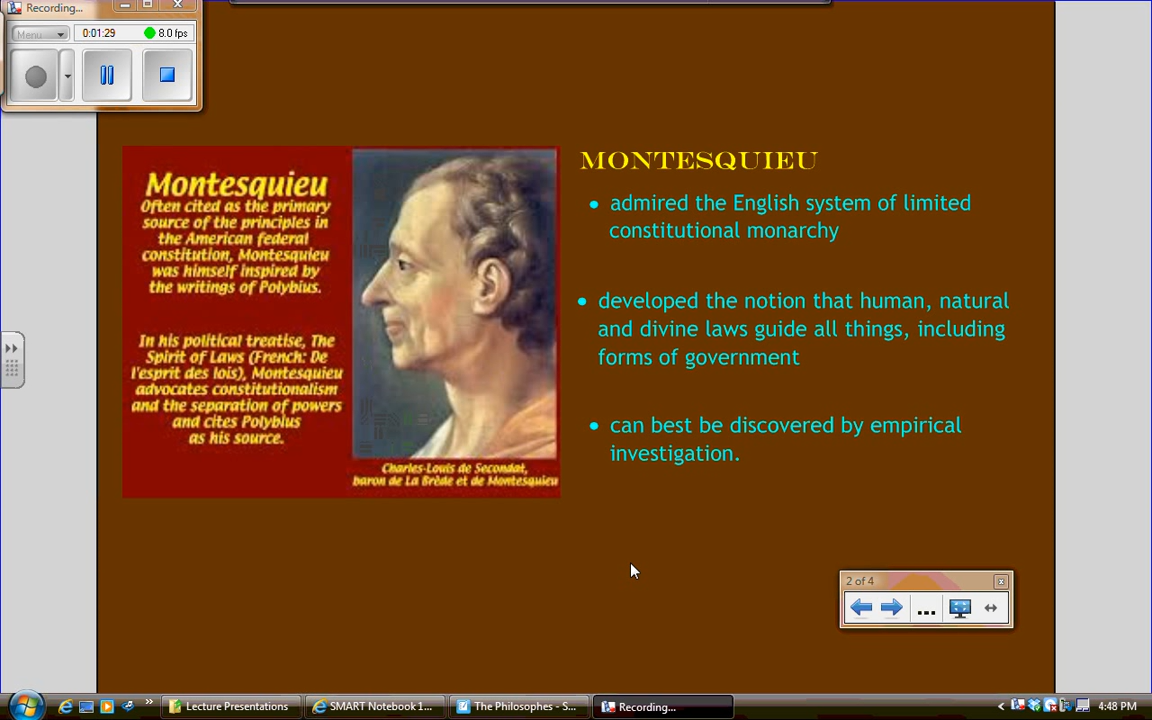 Recording...
Menu
0:01:29
8.0 fps
Montesquieu
Often cited as the primary
source of the principles in
the American federal
constitution, Montesquieu
was himself inspired by
the writings of Polybius.
In his political treatise, The
Spirit of Laws (French: De
l'esprit des lois), Montesquieu
advocates constitutionalism
and the separation of powers
and cites Polybius
as his source.
Charles-Louis de Secondat,
baron de La Brède et de Montesquieu
MONTESQUIEU
• admired the English system of limited
constitutional monarchy
• developed the notion that human, natural
and divine laws guide all things, including
forms of government
• can best be discovered by empirical
investigation.
2 of 4
...
Lecture Presentations
SMART Notebook 1...
The Philosophes - S...
Recording...
4:48 PM